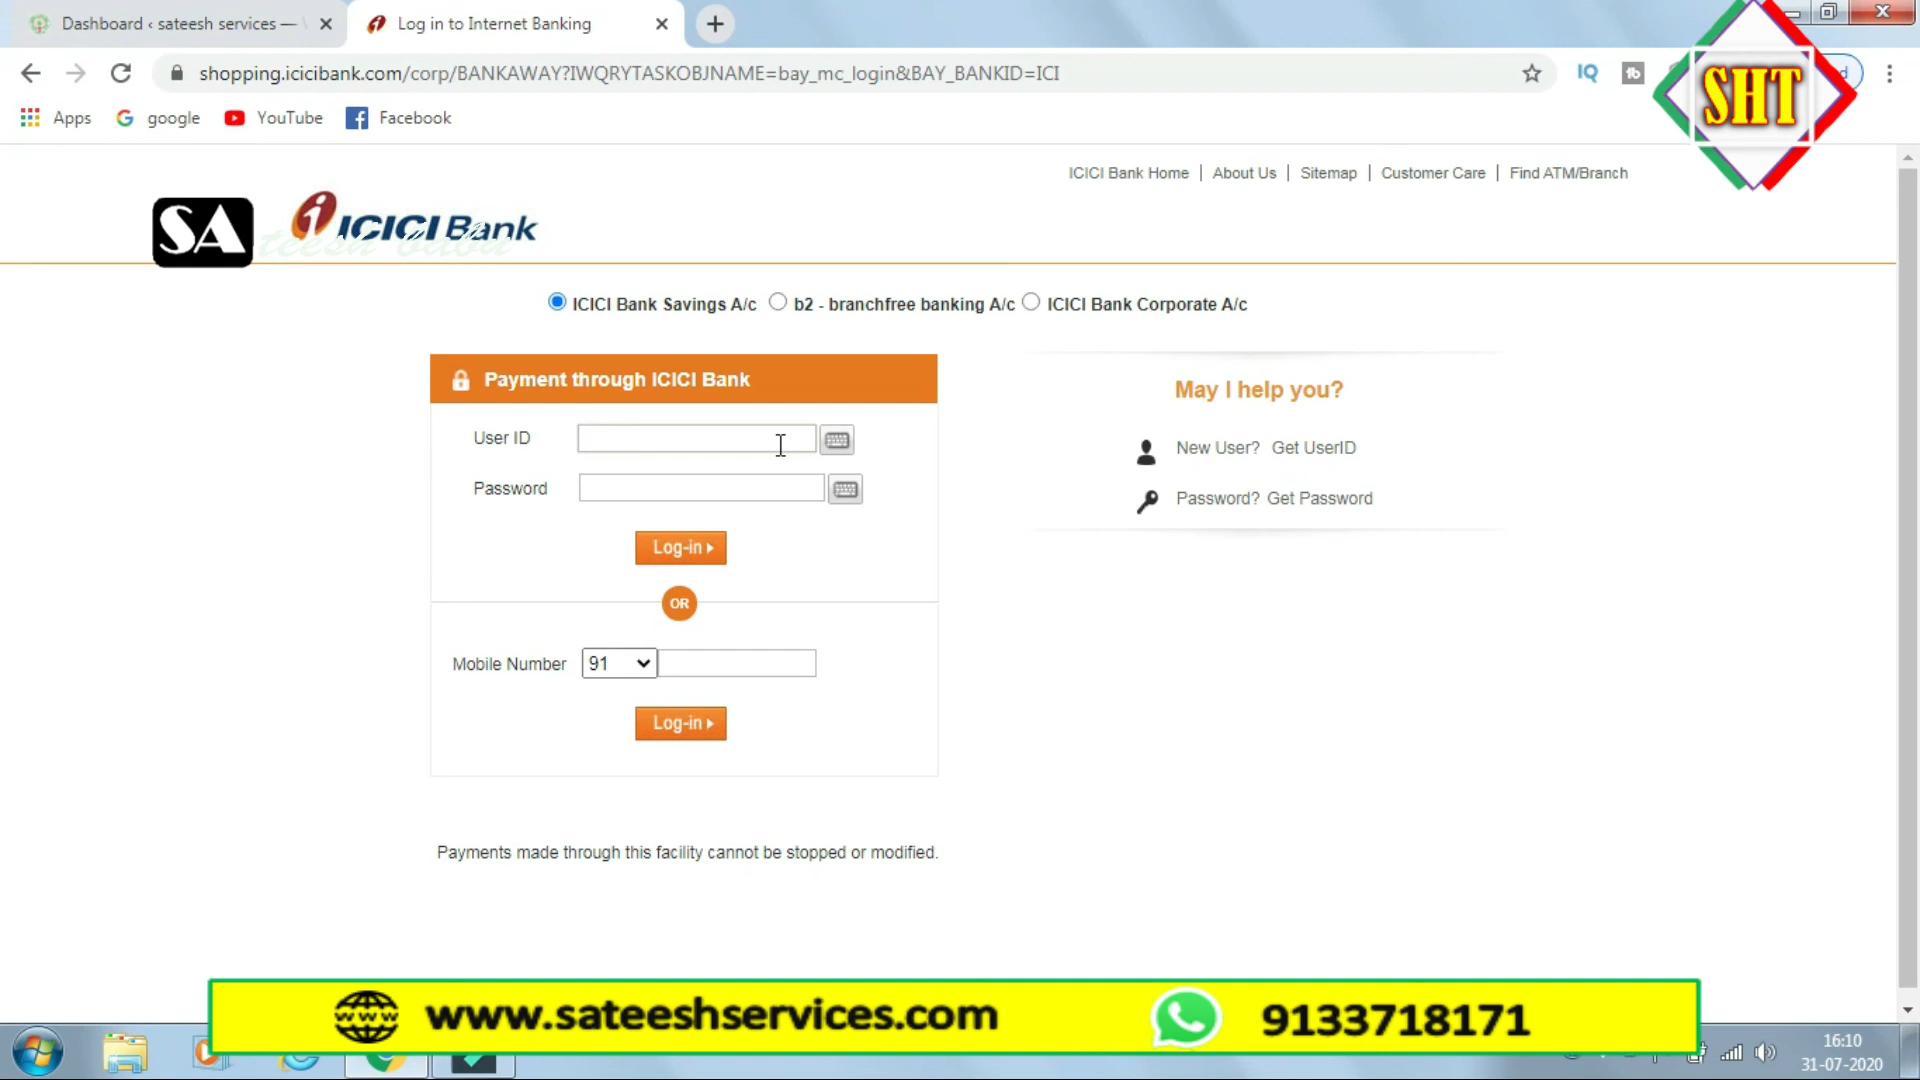 Dashboard ‹ sateesh services —
Log in to Internet Banking
shopping.icicibank.com/corp/BANKAWAY?IWQRYTASKOBJNAME=bay_mc_login&BAY_BANKID=ICI
IQ
tb
d
SHT
Apps
google
YouTube
Facebook
ICICI Bank Home | About Us | Sitemap | Customer Care | Find ATM/Branch
SA
teesh babu
ICICI Bank
ICICI Bank Savings A/c
b2 - branchfree banking A/c
ICICI Bank Corporate A/c
Payment through ICICI Bank
May I help you?
User ID
New User? Get UserID
Password
Password? Get Password
Log-in
OR
Mobile Number 91
Log-in
Payments made through this facility cannot be stopped or modified.
www.sateeshservices.com
9133718171
16:10
31-07-2020